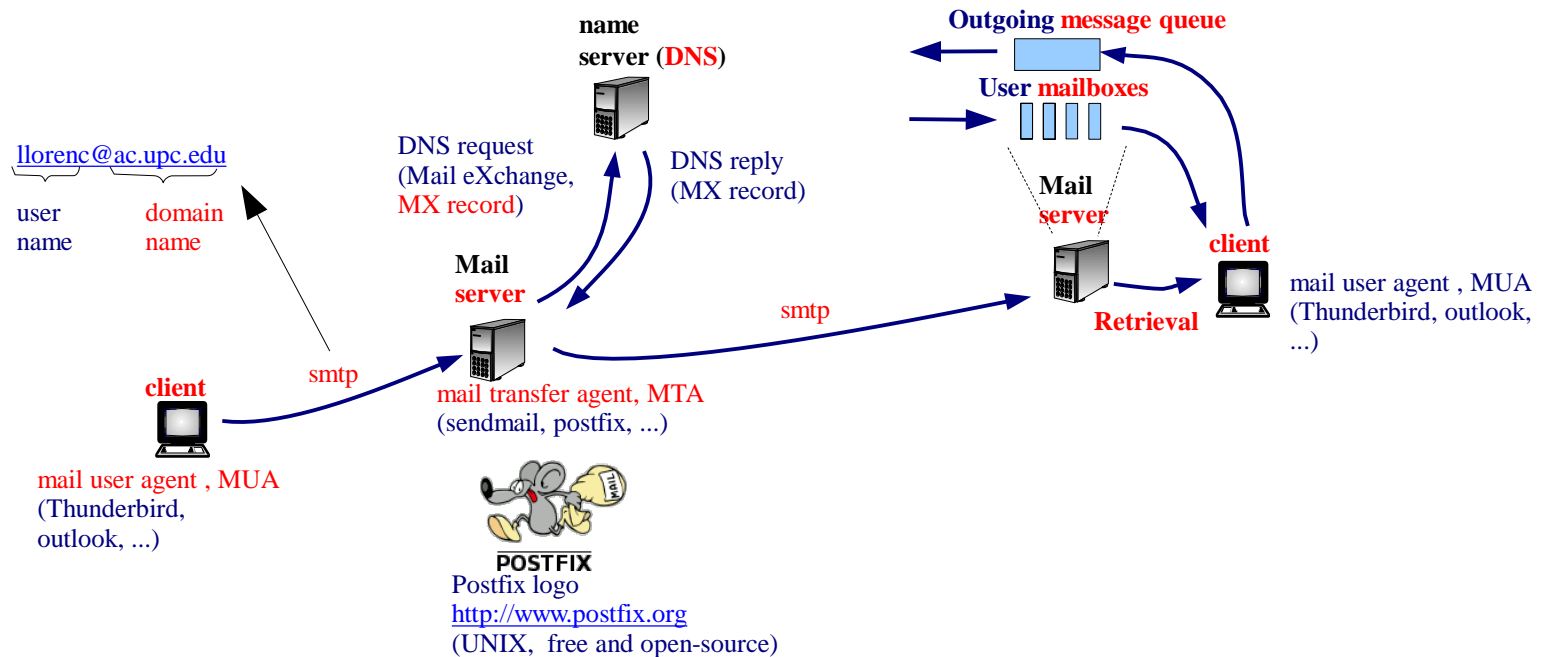 name
server (DNS)
Outgoing message queue
User mailboxes
llorenc@ac.upc.edu
user
name
domain
name
DNS request
(Mail eXchange,
MX record)
DNS reply
(MX record)
Mail
server
Mail
server
client
mail user agent , MUA
(Thunderbird, outlook,
...)
Retrieval
smtp
smtp
client
mail transfer agent, MTA
(sendmail, postfix, ...)
mail user agent , MUA
(Thunderbird,
outlook, ...)
MAIL
POSTFIX
Postfix logo
http://www.postfix.org
(UNIX, free and open-source)